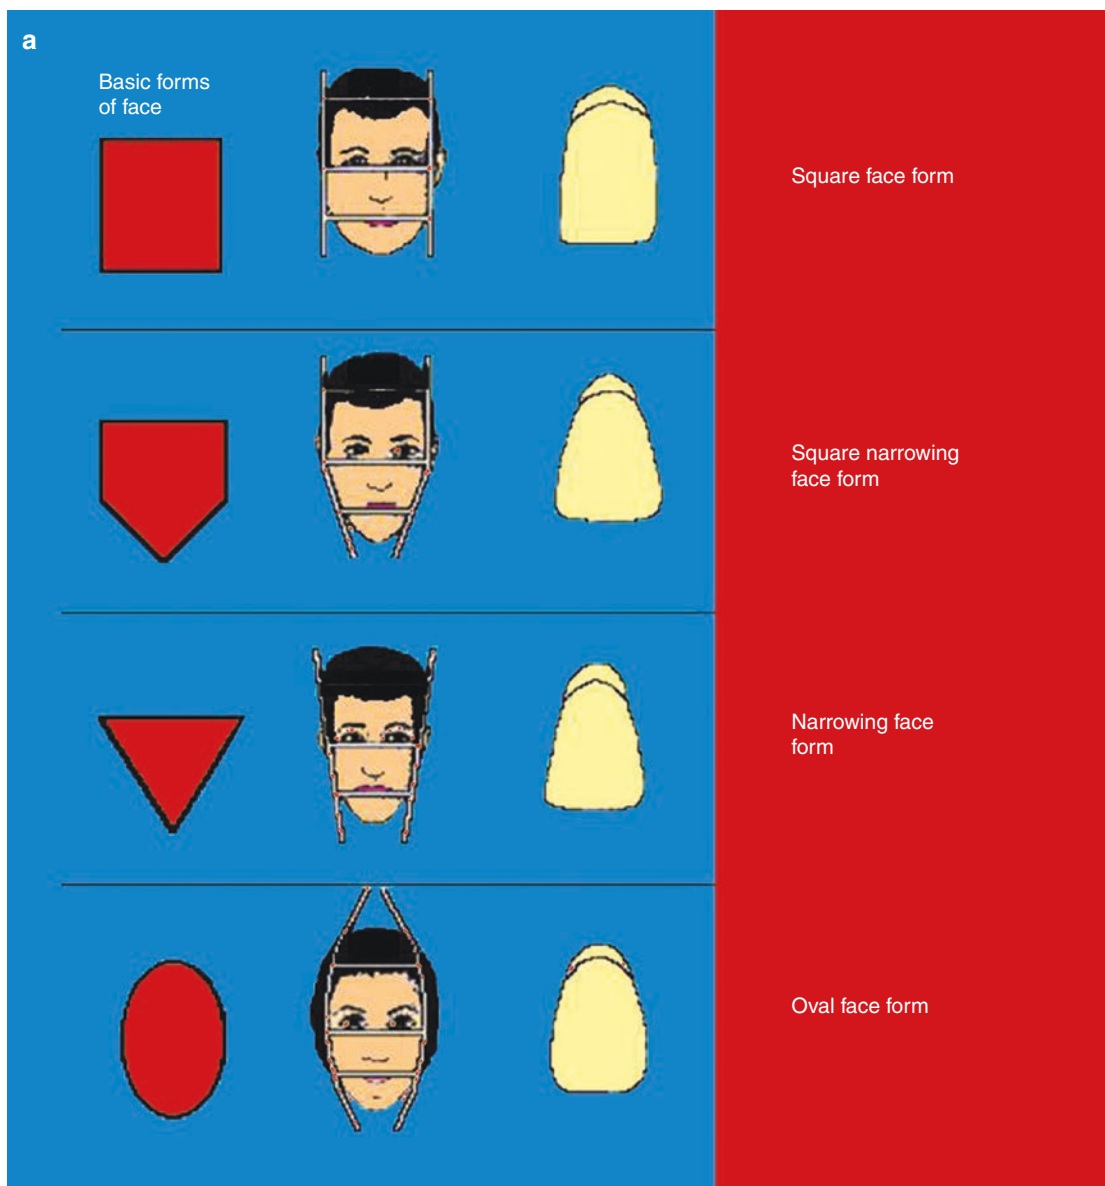 a
Basic forms
of face
Square face form
Square narrowing
face form
Narrowing face
form
Oval face form